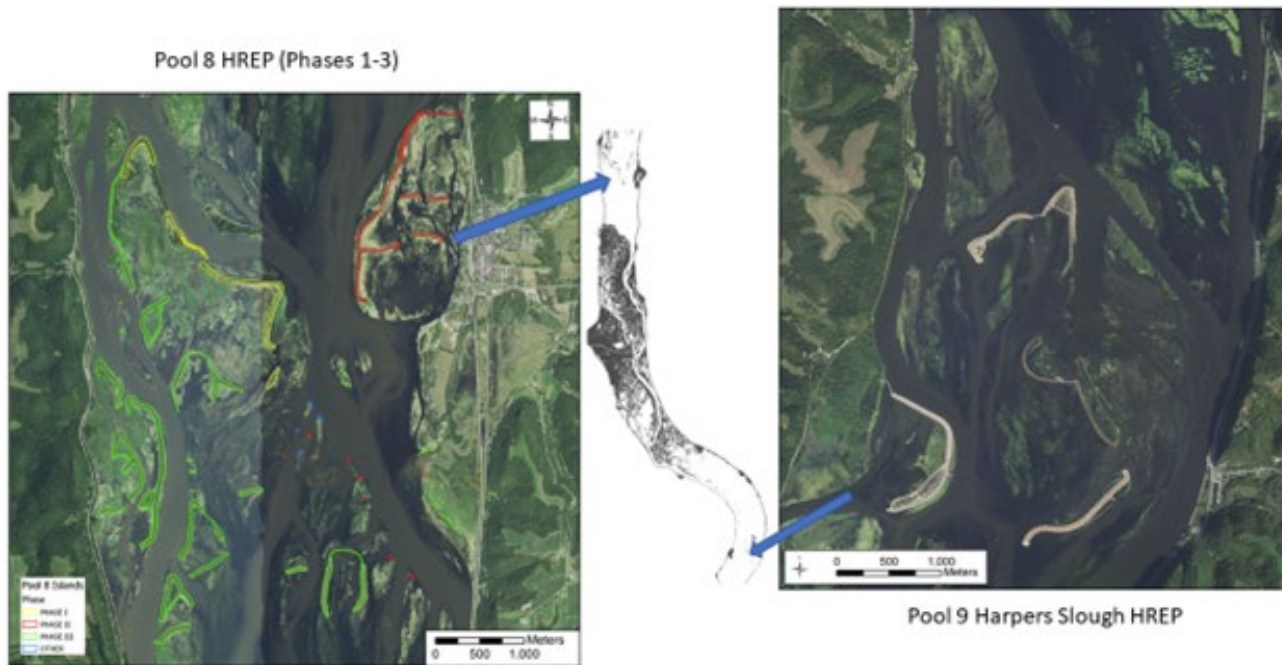 Pool 8 HREP (Phases 1-3)
Pool 8 Islands
Phase
PHASE I
PHASE II
PHASE III
OTHER
Meters
0 500 1,000
0 500 1,000
Meters
Pool 9 Harpers Slough HREP